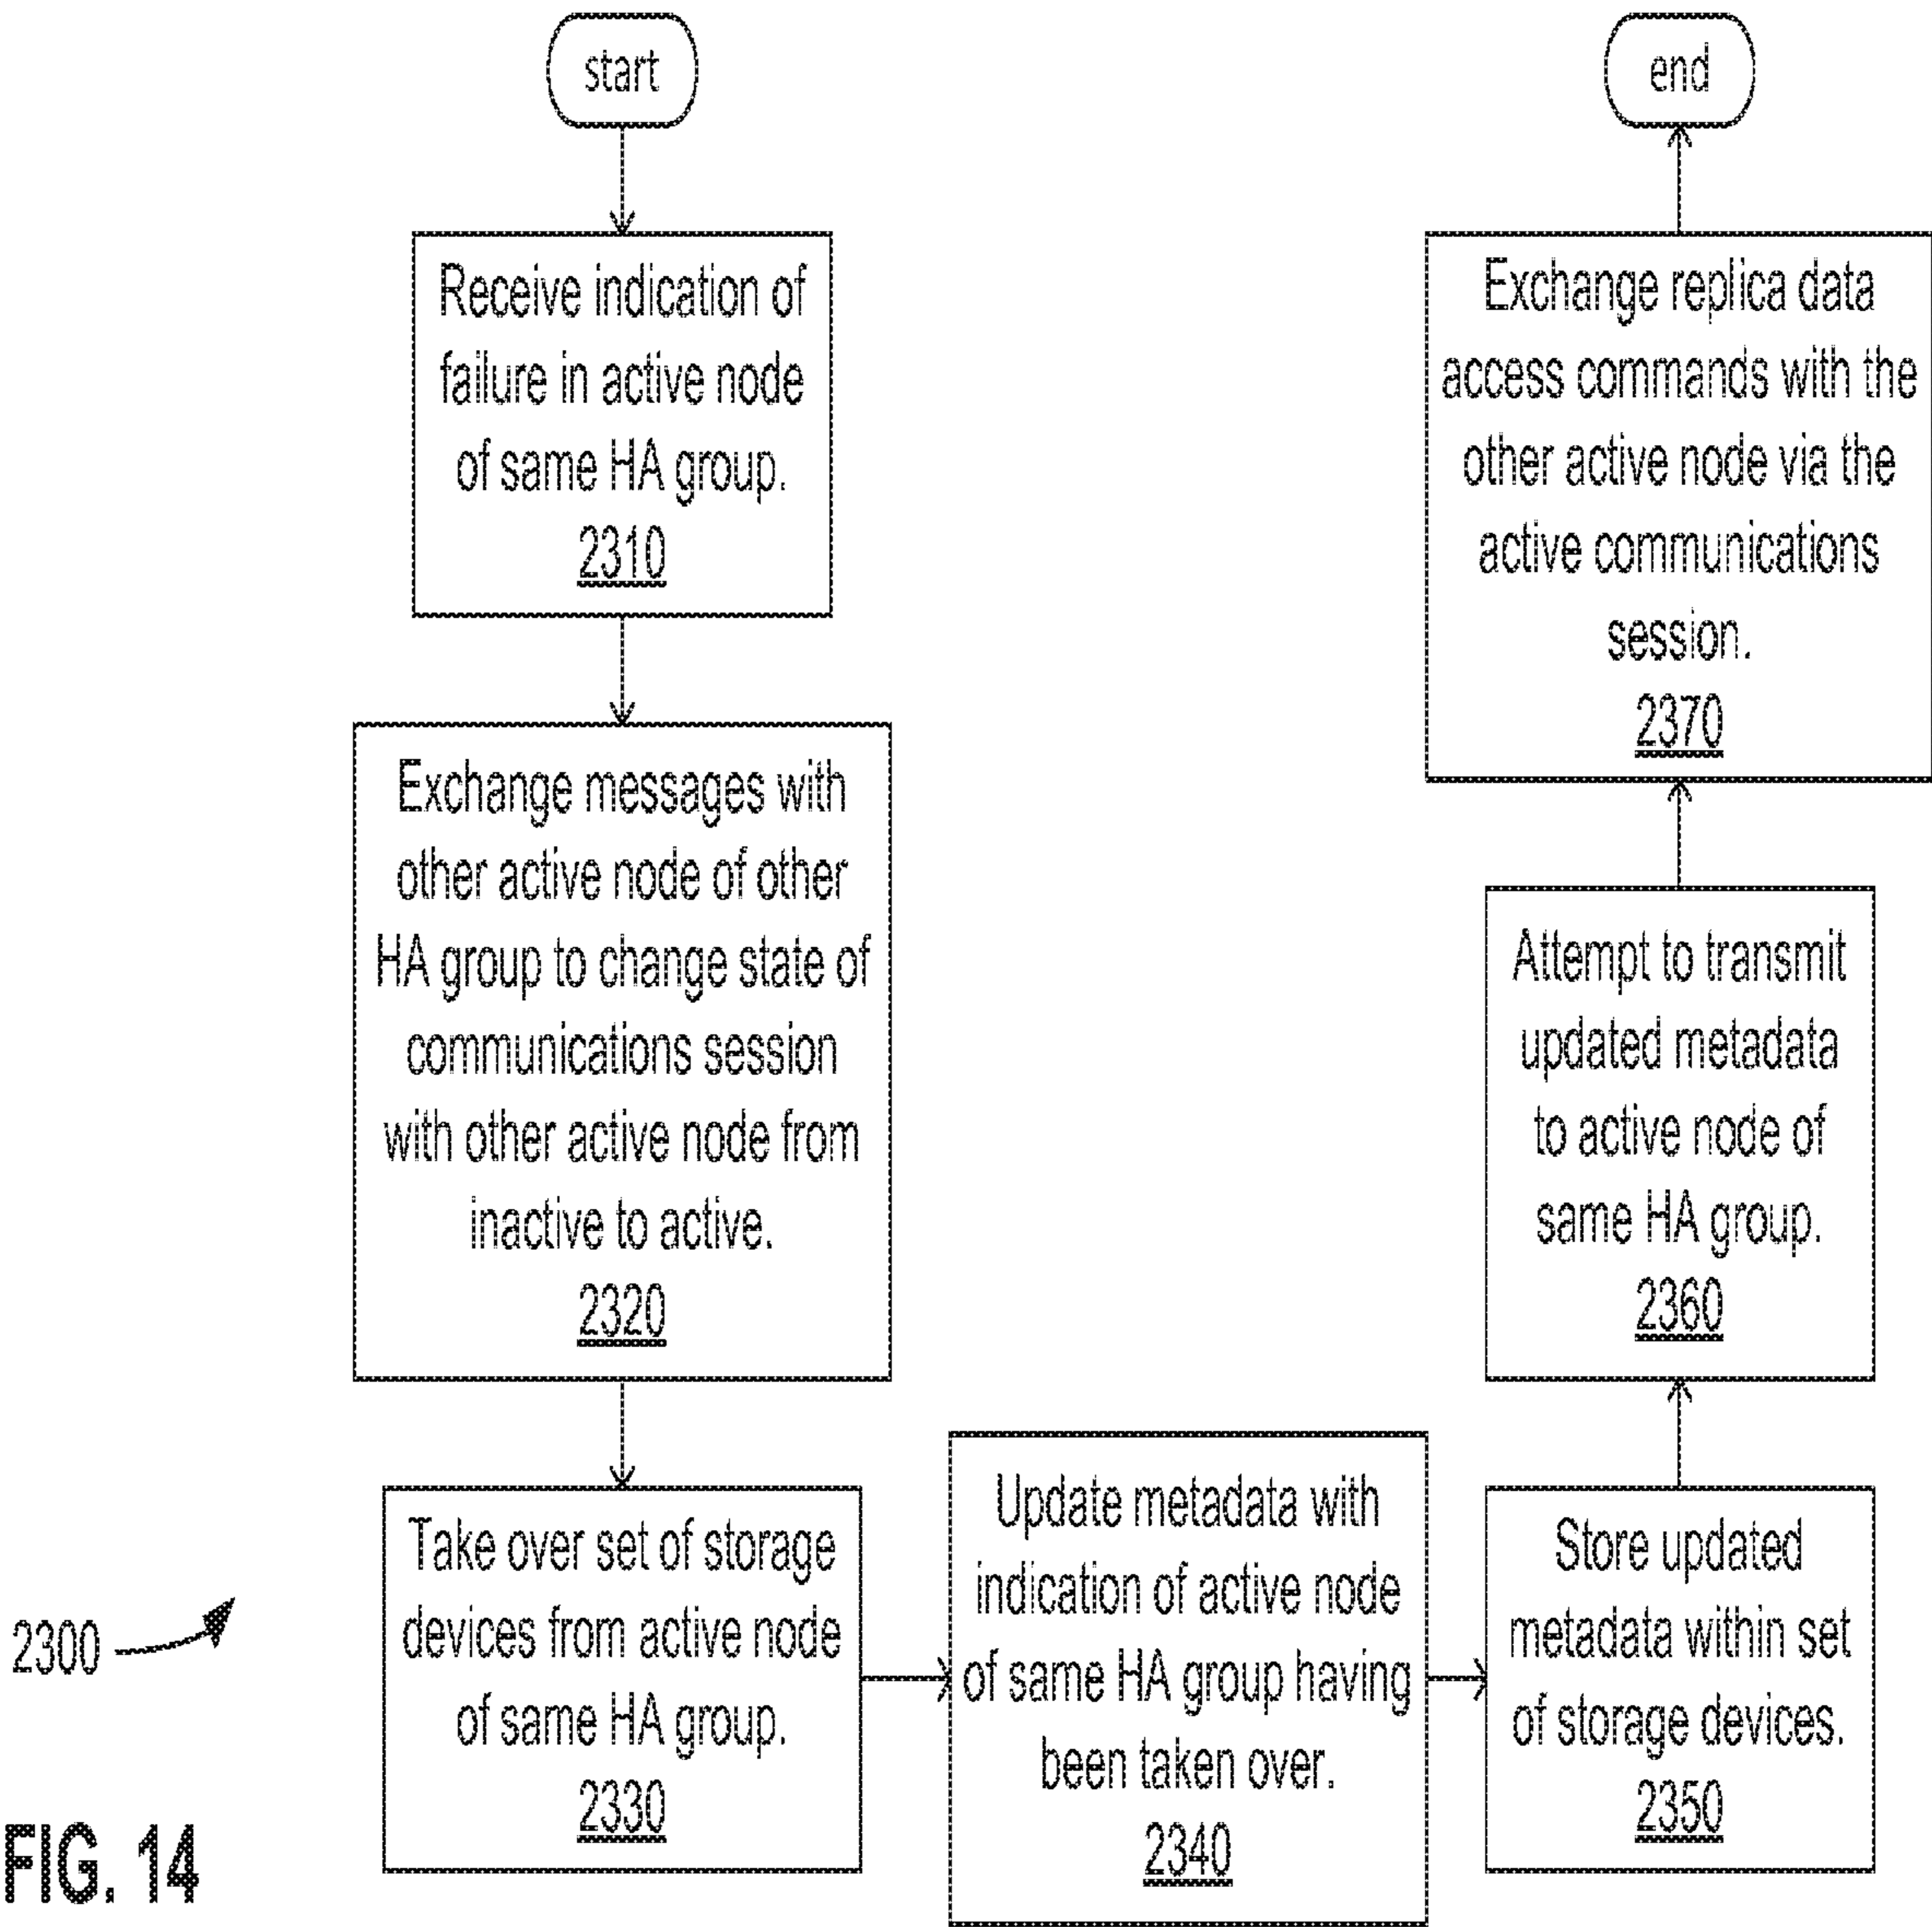 start
Receive indication of
failure in active node
of same HA group.
2310
Exchange messages with
other active node of other
HA group to change state of
communications session
with other active node from
inactive to active.
2320
Take over set of storage
devices from active node
of same HA group.
2330
Update metadata with
indication of active node
of same HA group having
been taken over.
2340
Store updated
metadata within set
of storage devices.
2350
Attempt to transmit
updated metadata
to active node of
same HA group.
2360
Exchange replica data
access commands with the
other active node via the
active communications
session.
2370
end
2300
FIG. 14